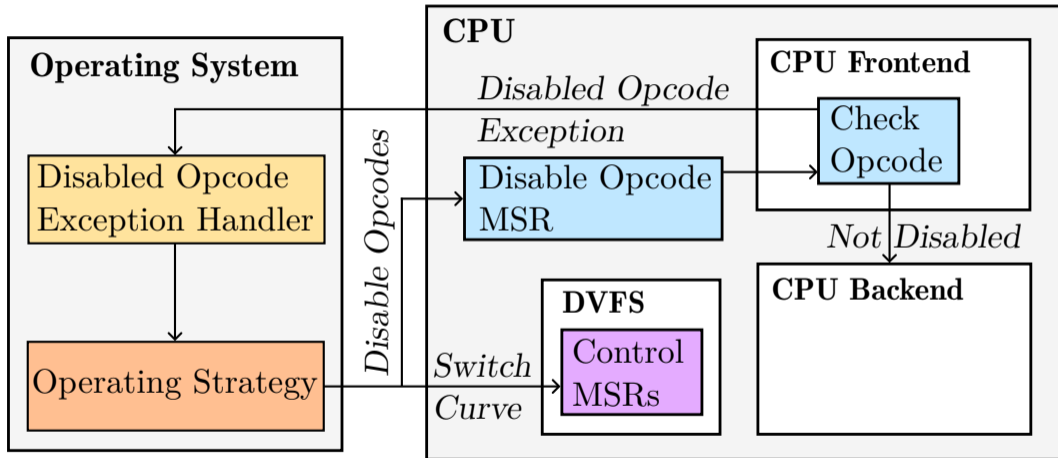 CPU
Operating System
CPU Frontend
Disabled Opcode
Exception
Check
Opcode
Disabled Opcode
Exception Handler
Disable Opcodes
Disable Opcode
MSR
Not Disabled
DVFS
CPU Backend
Control
MSRs
Operating Strategy
Switch
Curve